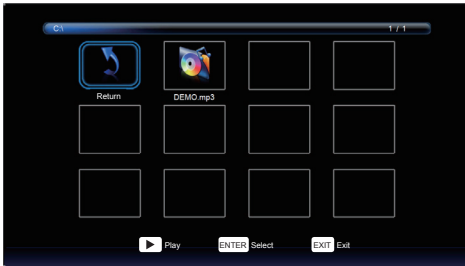 C:\ 1 / 1
Return DEMO.mp3
Play ENTER Select EXIT Exit